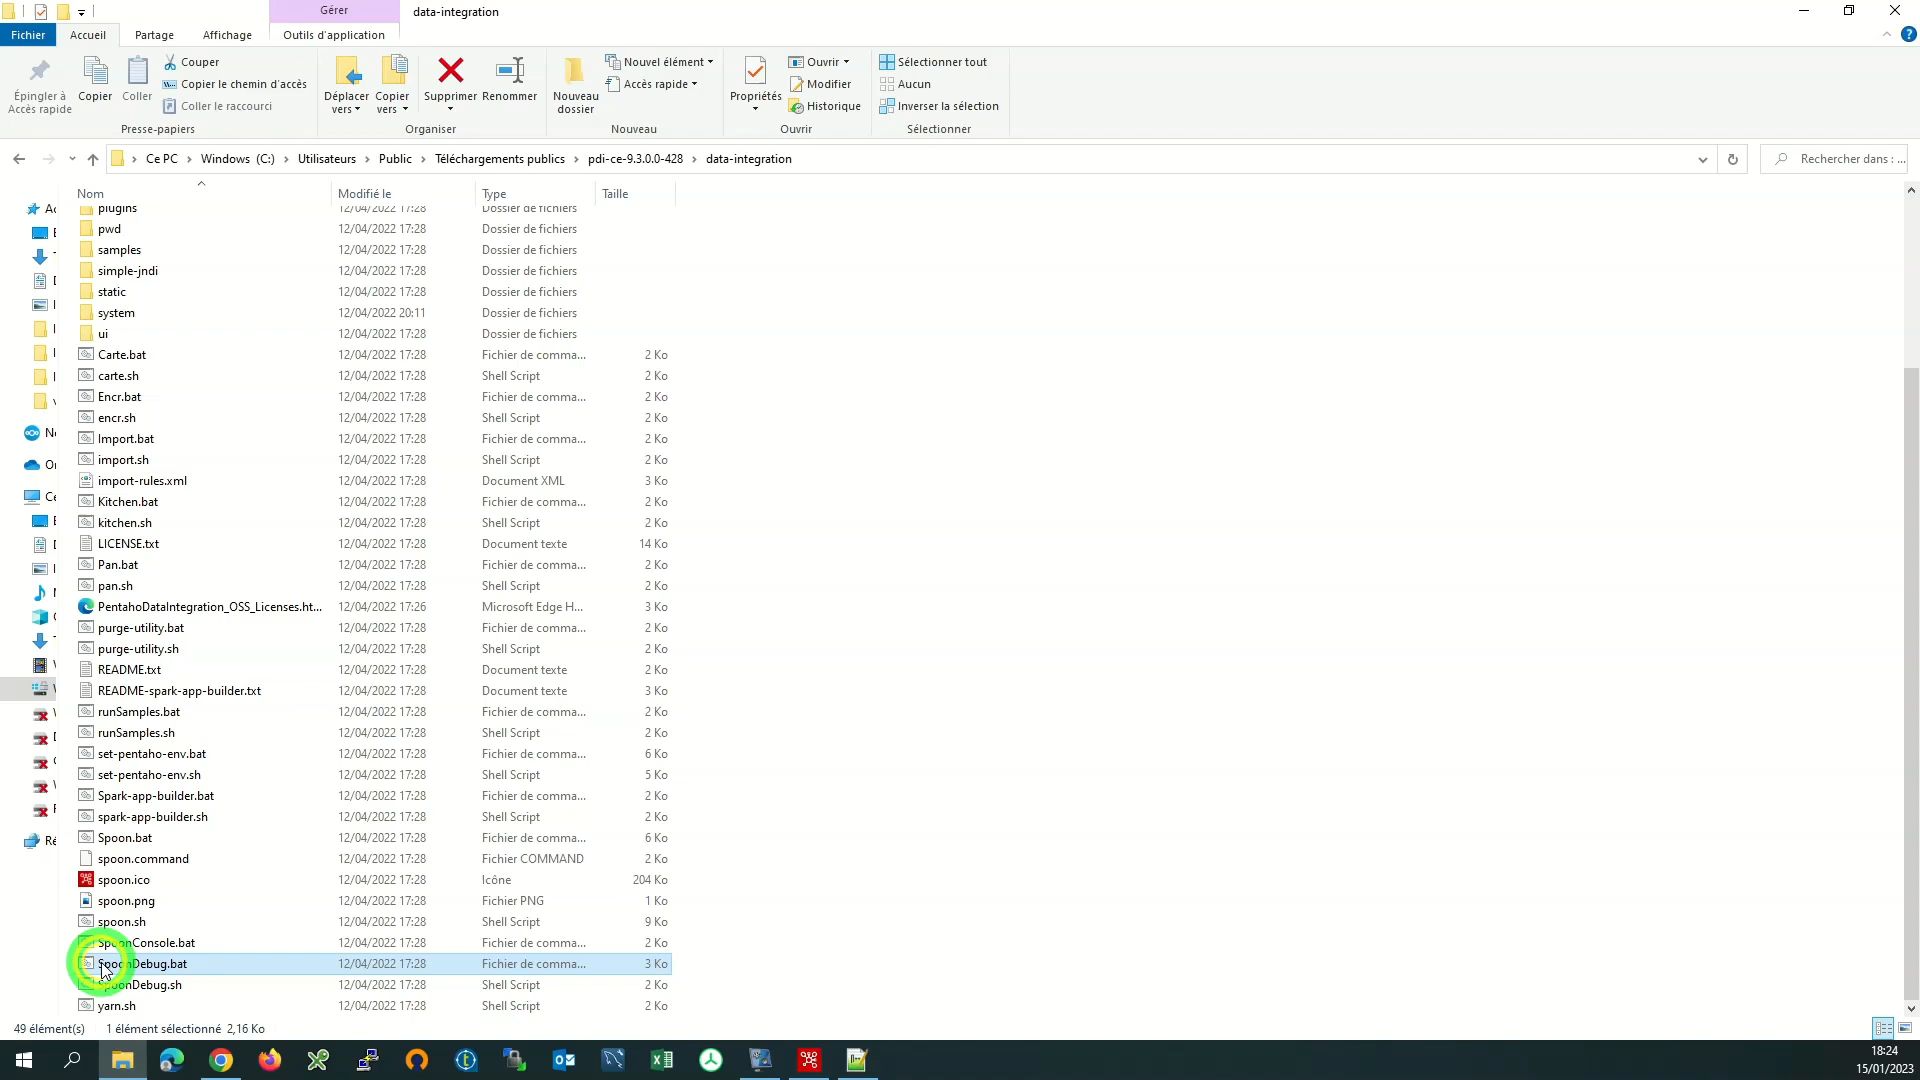 Gérer
data-integration
Fichier
Accueil
Partage
Affichage
Outils d'application
Épingler à
Accès rapide
Copier
Coller
Couper
Copier le chemin d'accès
Coller le raccourci
Presse-papiers
Déplacer
vers
Copier
vers
Supprimer
Renommer
Organiser
Nouveau
dossier
Nouvel élément
Accès rapide
Nouveau
Propriétés
Ouvrir
Modifier
Historique
Ouvrir
Sélectionner tout
Aucun
Inverser la sélection
Sélectionner
Ce PC > Windows (C:) > Utilisateurs > Public > Téléchargements publics > pdi-ce-9.3.0.0-428 > data-integration
Rechercher dans : ...
Nom Modifié le Type Taille
plugins 12/04/2022 17:28 Dossier de fichiers
pwd 12/04/2022 17:28 Dossier de fichiers
samples 12/04/2022 17:28 Dossier de fichiers
simple-jndi 12/04/2022 17:28 Dossier de fichiers
static 12/04/2022 17:28 Dossier de fichiers
system 12/04/2022 20:11 Dossier de fichiers
ui 12/04/2022 17:28 Dossier de fichiers
Carte.bat 12/04/2022 17:28 Fichier de comma... 2 Ko
carte.sh 12/04/2022 17:28 Shell Script 2 Ko
Encr.bat 12/04/2022 17:28 Fichier de comma... 2 Ko
encr.sh 12/04/2022 17:28 Shell Script 2 Ko
Import.bat 12/04/2022 17:28 Fichier de comma... 2 Ko
import.sh 12/04/2022 17:28 Shell Script 2 Ko
import-rules.xml 12/04/2022 17:28 Document XML 3 Ko
Kitchen.bat 12/04/2022 17:28 Fichier de comma... 2 Ko
kitchen.sh 12/04/2022 17:28 Shell Script 2 Ko
LICENSE.txt 12/04/2022 17:28 Document texte 14 Ko
Pan.bat 12/04/2022 17:28 Fichier de comma... 2 Ko
pan.sh 12/04/2022 17:28 Shell Script 2 Ko
PentahoDataIntegration_OSS_Licenses.ht... 12/04/2022 17:26 Microsoft Edge H... 3 Ko
purge-utility.bat 12/04/2022 17:28 Fichier de comma... 2 Ko
purge-utility.sh 12/04/2022 17:28 Shell Script 2 Ko
README.txt 12/04/2022 17:28 Document texte 2 Ko
README-spark-app-builder.txt 12/04/2022 17:28 Document texte 3 Ko
runSamples.bat 12/04/2022 17:28 Fichier de comma... 2 Ko
runSamples.sh 12/04/2022 17:28 Shell Script 2 Ko
set-pentaho-env.bat 12/04/2022 17:28 Fichier de comma... 6 Ko
set-pentaho-env.sh 12/04/2022 17:28 Shell Script 5 Ko
Spark-app-builder.bat 12/04/2022 17:28 Fichier de comma... 2 Ko
spark-app-builder.sh 12/04/2022 17:28 Shell Script 2 Ko
Spoon.bat 12/04/2022 17:28 Fichier de comma... 6 Ko
spoon.command 12/04/2022 17:28 Fichier COMMAND 2 Ko
spoon.ico 12/04/2022 17:28 Icône 204 Ko
spoon.png 12/04/2022 17:28 Fichier PNG 1 Ko
spoon.sh 12/04/2022 17:28 Shell Script 9 Ko
SpoonConsole.bat 12/04/2022 17:28 Fichier de comma... 2 Ko
SpoonDebug.bat 12/04/2022 17:28 Fichier de comma... 3 Ko
SpoonDebug.sh 12/04/2022 17:28 Shell Script 2 Ko
yarn.sh 12/04/2022 17:28 Shell Script 2 Ko
49 élément(s) 1 élément sélectionné 2,16 Ko
18:24
15/01/2023